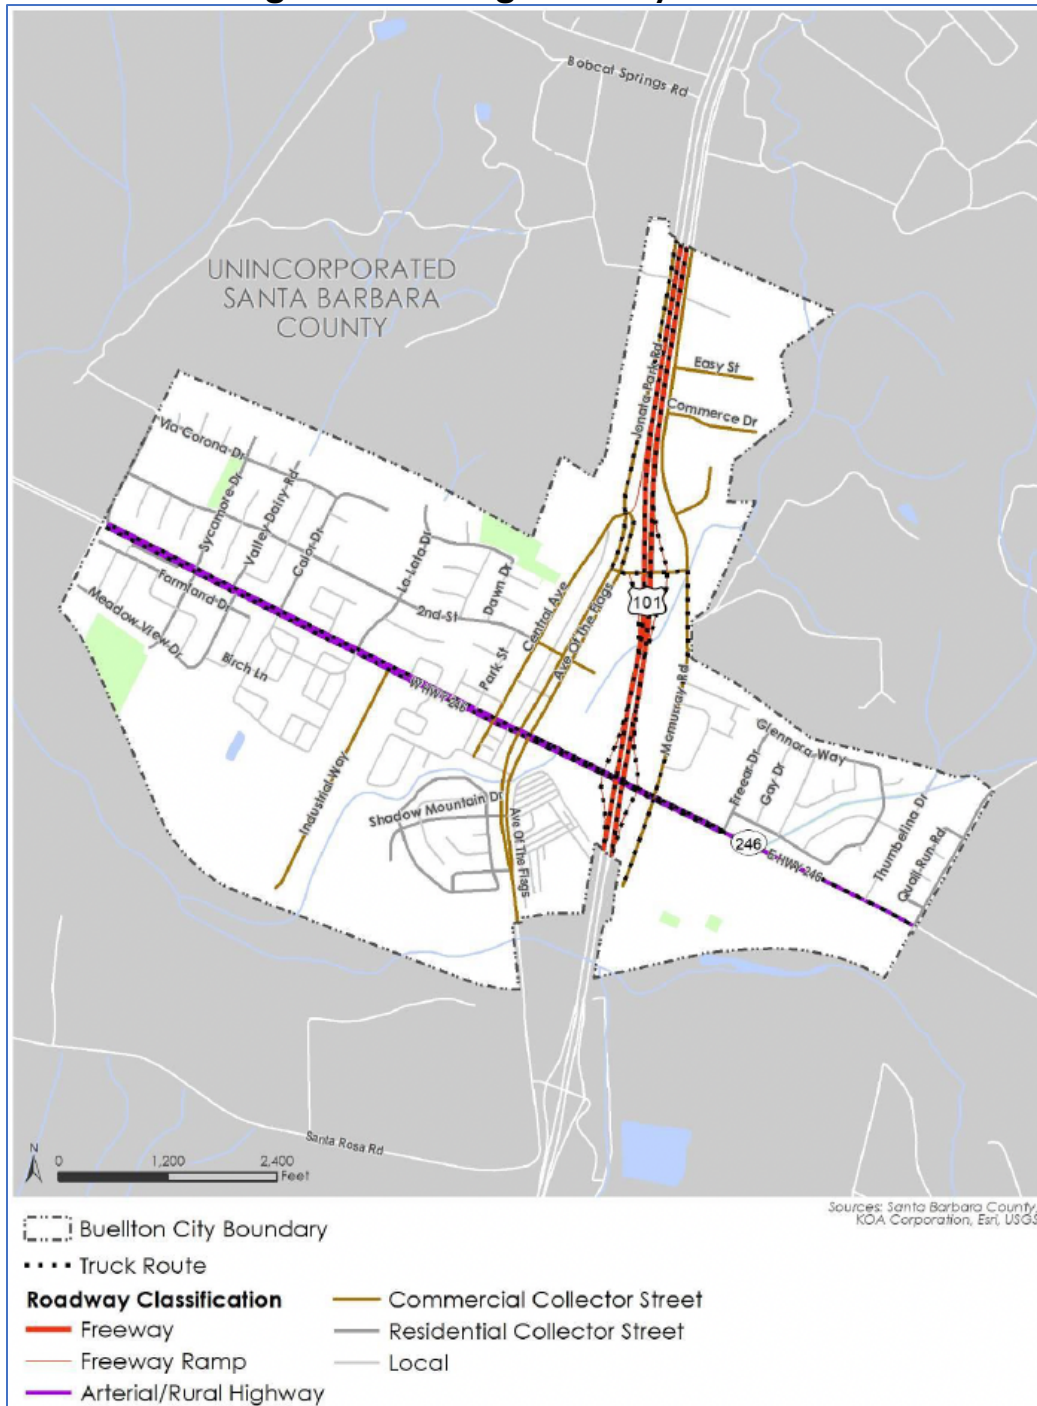 Bobcat Springs Rd
UNINCORPORATED
SANTA BARBARA
COUNTY
Jonata Park Rd
Easy St
Commerce Dr
Via Corona Dr
Sycamore Dr
Valley Dairy Rd
Calor Dr
La Lata Dr
Dawn Dr
2nd St
Central Ave
Ave Of the Flags
101
Farmland Dr
Meadow View Dr
Birch Ln
Park St
W HWY 246
Mcmurray Rd
Glennora Way
Freear Dr
Gay Dr
Industrial Way
Shadow Mountain Dr
Ave Of The Flags
246
E HWY 246
Thumbelina Dr
Quail Run Rd
Santa Rosa Rd
N
0 1,200 2,400
Feet
Sources: Santa Barbara County,
KOA Corporation, Esri, USGS
Buellton City Boundary
Truck Route
Roadway Classification
Freeway
Freeway Ramp
Arterial/Rural Highway
Commercial Collector Street
Residential Collector Street
Local